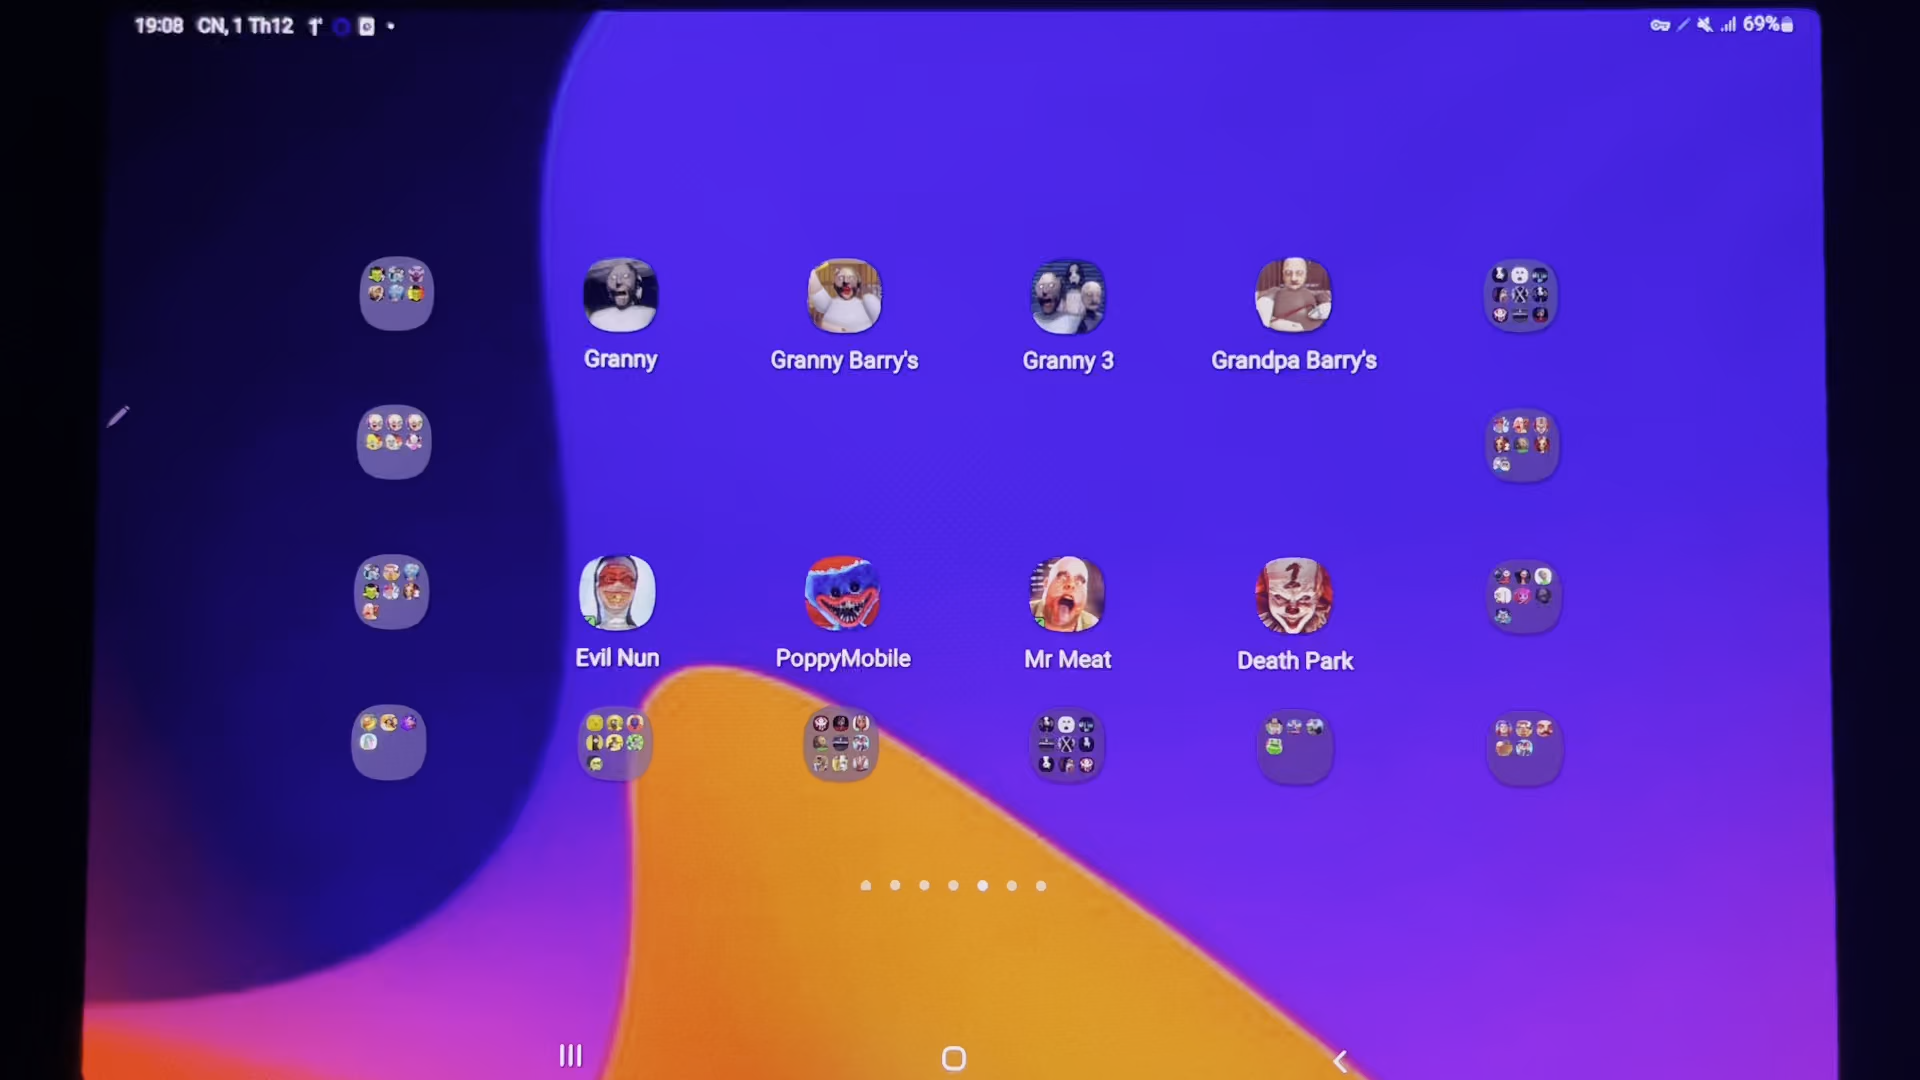 19:08 CN, 1 Th12
69%
Granny
Granny Barry's
Granny 3
Grandpa Barry's
Evil Nun
PoppyMobile
Mr Meat
Death Park